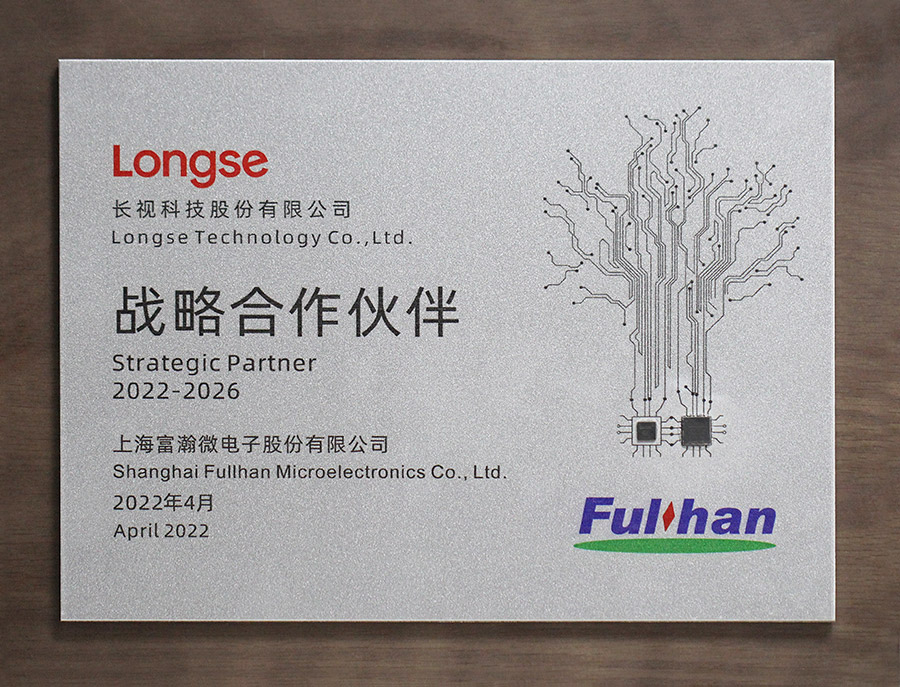 Longse
长视科技股份有限公司
Longse Technology Co.,Ltd.
战略合作伙伴
Strategic Partner
2022-2026
上海富瀚微电子股份有限公司
Shanghai Fullhan Microelectronics Co., Ltd.
2022年4月
April 2022
Fullhan